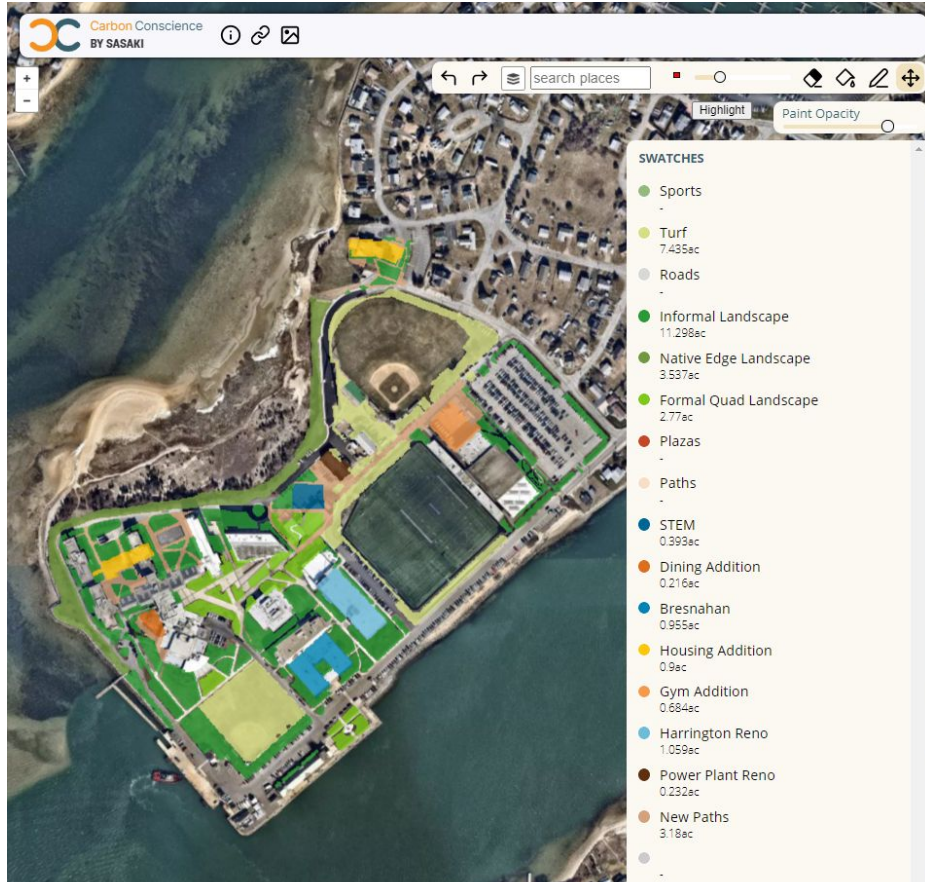 Carbon Conscience
BY SASAKI
+
-
search places
Highlight
Paint Opacity
SWATCHES
Sports
-
Turf
7.435ac
Roads
-
Informal Landscape
11.298ac
Native Edge Landscape
3.537ac
Formal Quad Landscape
2.77ac
Plazas
-
Paths
-
STEM
0.393ac
Dining Addition
0.216ac
Bresnahan
0.955ac
Housing Addition
0.9ac
Gym Addition
0.684ac
Harrington Reno
1.059ac
Power Plant Reno
0.232ac
New Paths
3.18ac
-